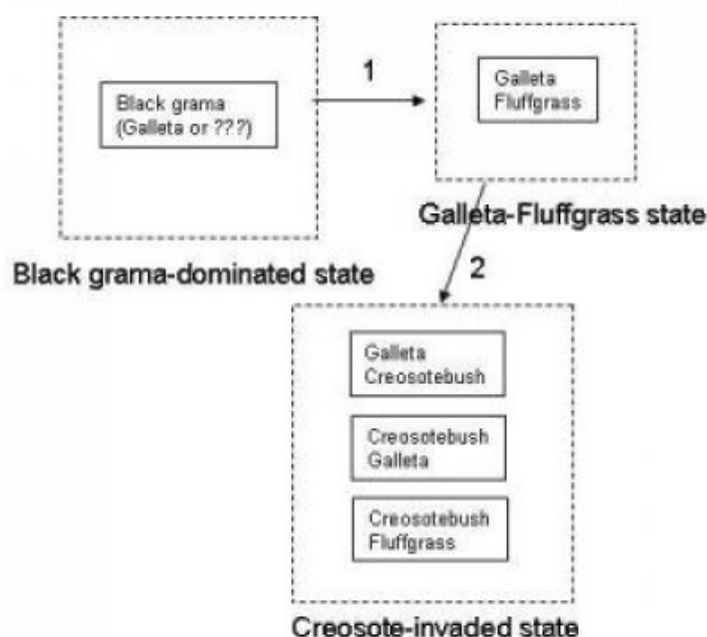 Black grama
(Galleta or ???)
1
Galleta
Fluffgrass
Galleta-Fluffgrass state
Black grama-dominated state
2
Galleta
Creosotebush
Creosotebush
Galleta
Creosotebush
Fluffgrass
Creosote-invaded state